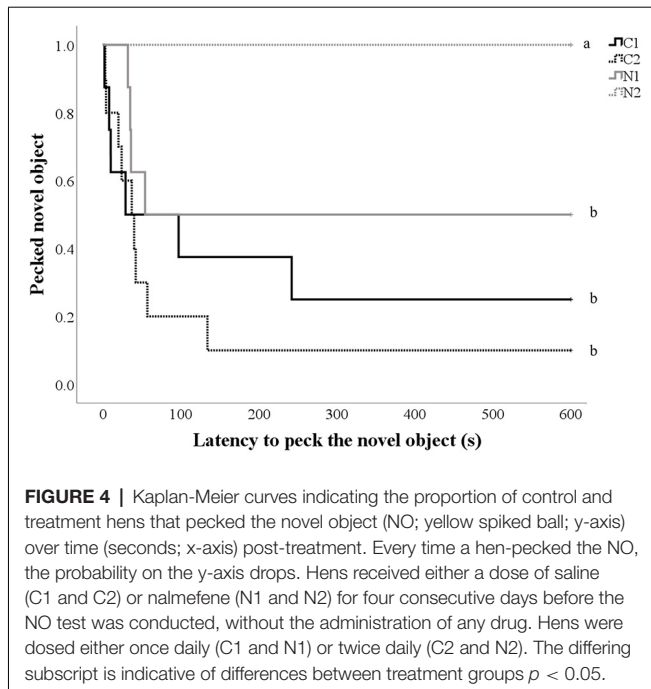 1.0
0.8
0.6
0.4
0.2
0.0
Pecked novel object
a
b
b
b
C1
C2
N1
N2
0 100 200 300 400 500 600
Latency to peck the novel object (s)
FIGURE 4 | Kaplan-Meier curves indicating the proportion of control and
treatment hens that pecked the novel object (NO; yellow spiked ball; y-axis)
over time (seconds; x-axis) post-treatment. Every time a hen-pecked the NO,
the probability on the y-axis drops. Hens received either a dose of saline
(C1 and C2) or nalmefene (N1 and N2) for four consecutive days before the
NO test was conducted, without the administration of any drug. Hens were
dosed either once daily (C1 and N1) or twice daily (C2 and N2). The differing
subscript is indicative of differences between treatment groups p < 0.05.